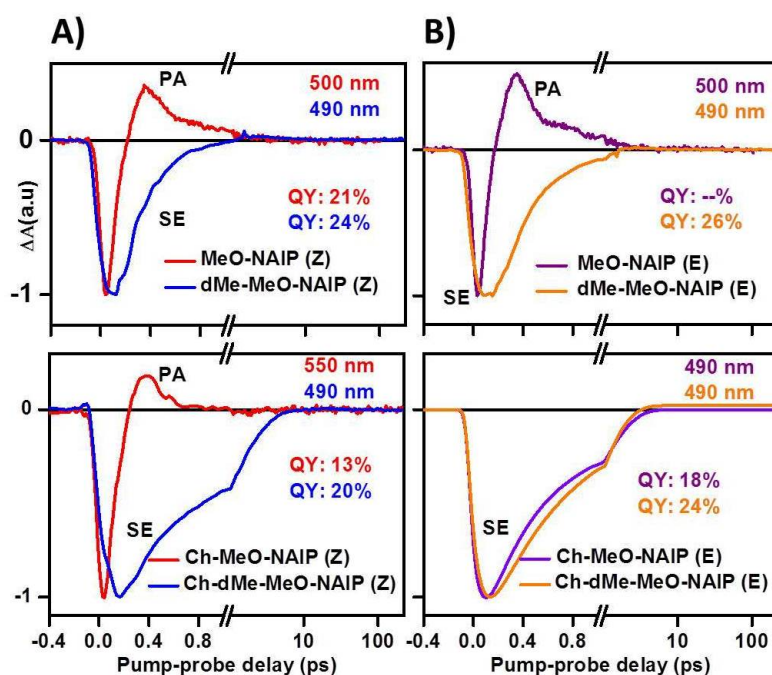 A)
B)
PA
500 nm
490 nm
0
ΔA(a.u)
QY: 21%
QY: 24%
SE
MeO-NAIP (Z)
dMe-MeO-NAIP (Z)
-1
PA
500 nm
490 nm
0
QY: --%
QY: 26%
MeO-NAIP (E)
dMe-MeO-NAIP (E)
SE
-1
PA
550 nm
490 nm
0
QY: 13%
QY: 20%
SE
Ch-MeO-NAIP (Z)
Ch-dMe-MeO-NAIP (Z)
-1
-0.4 0.0 0.4 0.8 10 100
Pump-probe delay (ps)
490 nm
490 nm
0
QY: 18%
QY: 24%
SE
Ch-MeO-NAIP (E)
Ch-dMe-MeO-NAIP (E)
-1
-0.4 0.0 0.4 0.8 10 100
Pump-probe delay (ps)